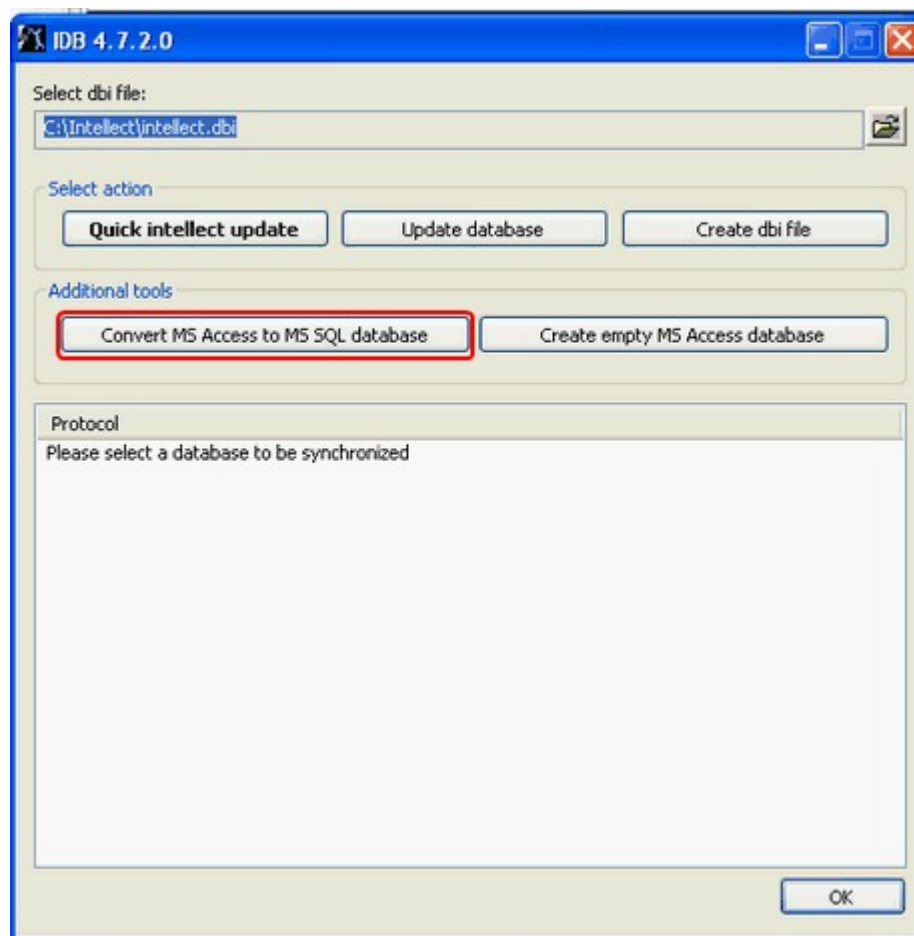 IDB 4.7.2.0
Select dbi file:
C:\Intellect\intellect.dbi
Select action
Quick intellect update Update database Create dbi file
Additional tools
Convert MS Access to MS SQL database Create empty MS Access database
Protocol
Please select a database to be synchronized
OK